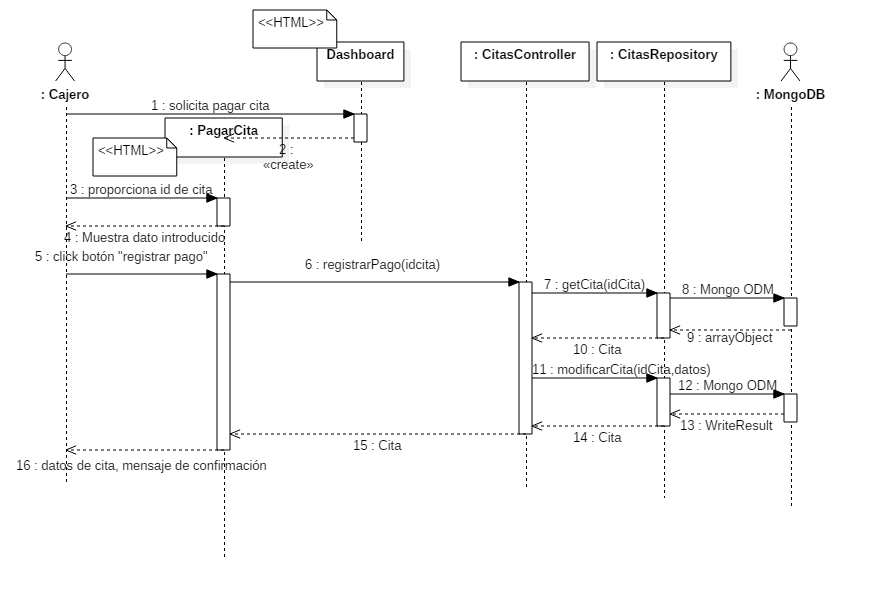 <<HTML>>
Dashboard
: CitasController
: CitasRepository
: Cajero
: MongoDB
1 : solicita pagar cita
: PagarCita
<<HTML>>
2 :
«create»
3 : proporciona id de cita
4 : Muestra dato introducido
5 : click botón "registrar pago"
6 : registrarPago(idcita)
7 : getCita(idCita)
8 : Mongo ODM
9 : arrayObject
10 : Cita
11 : modificarCita(idCita,datos)
12 : Mongo ODM
13 : WriteResult
14 : Cita
15 : Cita
16 : datos de cita, mensaje de confirmación